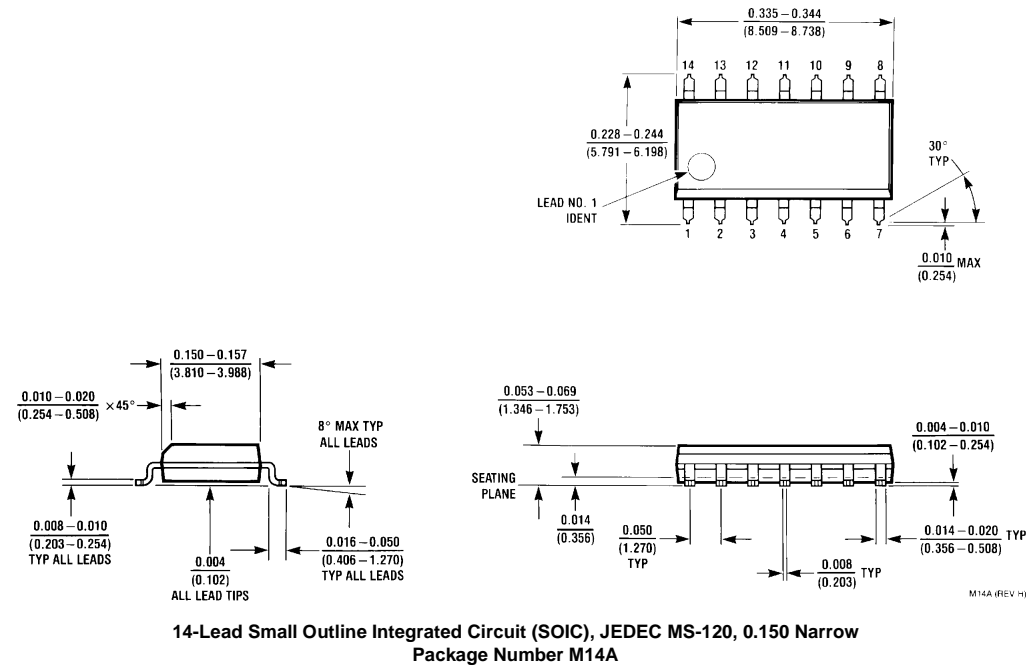 0.335 – 0.344
(8.509 – 8.738)
14 13 12 11 10 9 8
0.228 – 0.244
(5.791 – 6.198)
30°
TYP
LEAD NO. 1
IDENT
1 2 3 4 5 6 7
0.010 MAX
(0.254)
0.150 – 0.157
(3.810 – 3.988)
0.010 – 0.020
(0.254 – 0.508)
×45°
8° MAX TYP
ALL LEADS
0.008 – 0.010
(0.203 – 0.254)
TYP ALL LEADS
0.004
(0.102)
ALL LEAD TIPS
0.016 – 0.050
(0.406 – 1.270)
TYP ALL LEADS
0.053 – 0.069
(1.346 – 1.753)
0.004 – 0.010
(0.102 – 0.254)
SEATING
PLANE
0.014
(0.356)
0.050
(1.270)
TYP
0.008
(0.203)
TYP
0.014 – 0.020
(0.356 – 0.508)
TYP
M14A (REV H)
14-Lead Small Outline Integrated Circuit (SOIC), JEDEC MS-120, 0.150 Narrow
Package Number M14A